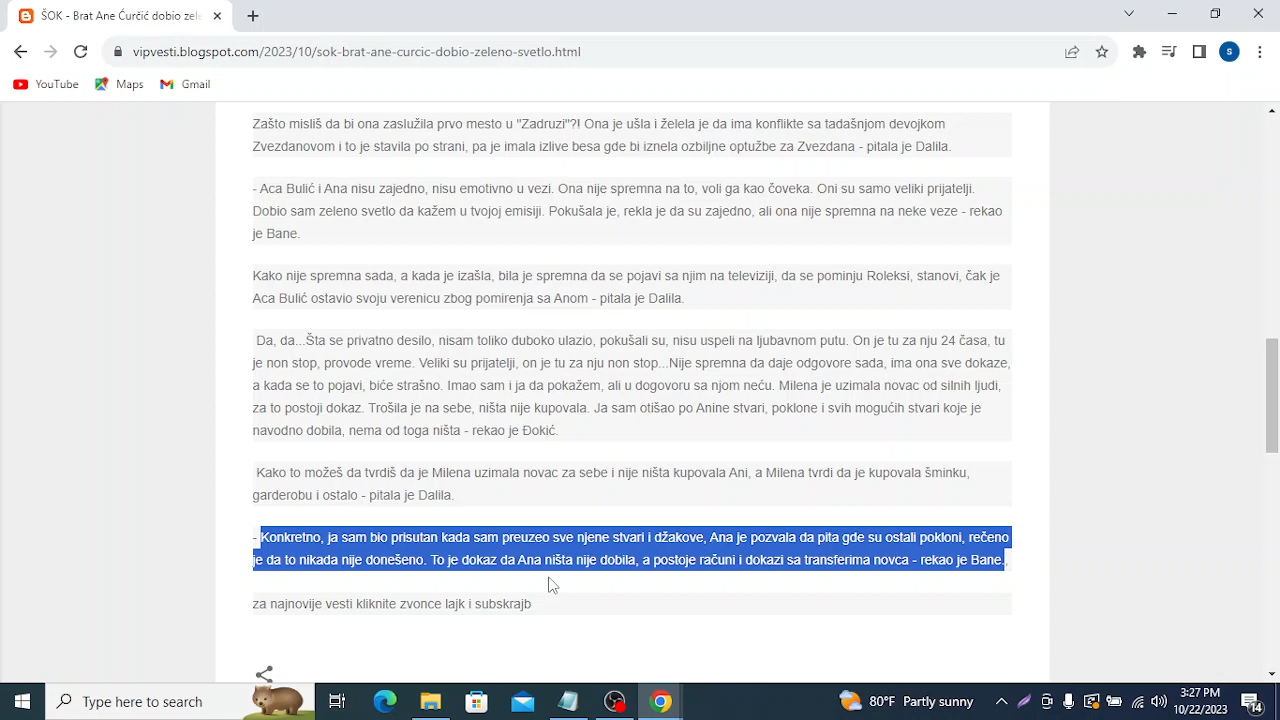 ŠOK - Brat Ane Ćurčić dobio zele
vipvesti.blogspot.com/2023/10/sok-brat-ane-curcic-dobio-zeleno-svetlo.html
S
YouTube
Maps
Gmail
Zašto misliš da bi ona zaslužila prvo mesto u "Zadruzi"?! Ona je ušla i želela je da ima konflikte sa tadašnjom devojkom
Zvezdanovom i to je stavila po strani, pa je imala izlive besa gde bi iznela ozbiljne optužbe za Zvezdana - pitala je Dalila.
- Aca Bulić i Ana nisu zajedno, nisu emotivno u vezi. Ona nije spremna na to, voli ga kao čoveka. Oni su samo veliki prijatelji.
Dobio sam zeleno svetlo da kažem u tvojoj emisiji. Pokušala je, rekla je da su zajedno, ali ona nije spremna na neke veze - rekao
je Bane.
Kako nije spremna sada, a kada je izašla, bila je spremna da se pojavi sa njim na televiziji, da se pominju Roleksi, stanovi, čak je
Aca Bulić ostavio svoju verenicu zbog pomirenja sa Anom - pitala je Dalila.
Da, da...Šta se privatno desilo, nisam toliko duboko ulazio, pokušali su, nisu uspeli na ljubavnom putu. On je tu za nju 24 časa, tu
je non stop, provode vreme. Veliki su prijatelji, on je tu za nju non stop...Nije spremna da daje odgovore sada, ima ona sve dokaze,
a kada se to pojavi, biće strašno. Imao sam i ja da pokažem, ali u dogovoru sa njom neću. Milena je uzimala novac od silnih ljudi,
za to postoji dokaz. Trošila je na sebe, ništa nije kupovala. Ja sam otišao po Anine stvari, poklone i svih mogućih stvari koje je
navodno dobila, nema od toga ništa - rekao je Đokić.
Kako to možeš da tvrdiš da je Milena uzimala novac za sebe i nije ništa kupovala Ani, a Milena tvrdi da je kupovala šminku,
garderobu i ostalo - pitala je Dalila.
- Konkretno, ja sam bio prisutan kada sam preuzeo sve njene stvari i džakove, Ana je pozvala da pita gde su ostali pokloni, rečeno
je da to nikada nije donešeno. To je dokaz da Ana ništa nije dobila, a postoje računi i dokazi sa transferima novca - rekao je Bane.
za najnovije vesti kliknite zvonce lajk i subskrajb
Type here to search
80°F Partly sunny
3:27 PM
10/22/2023
14